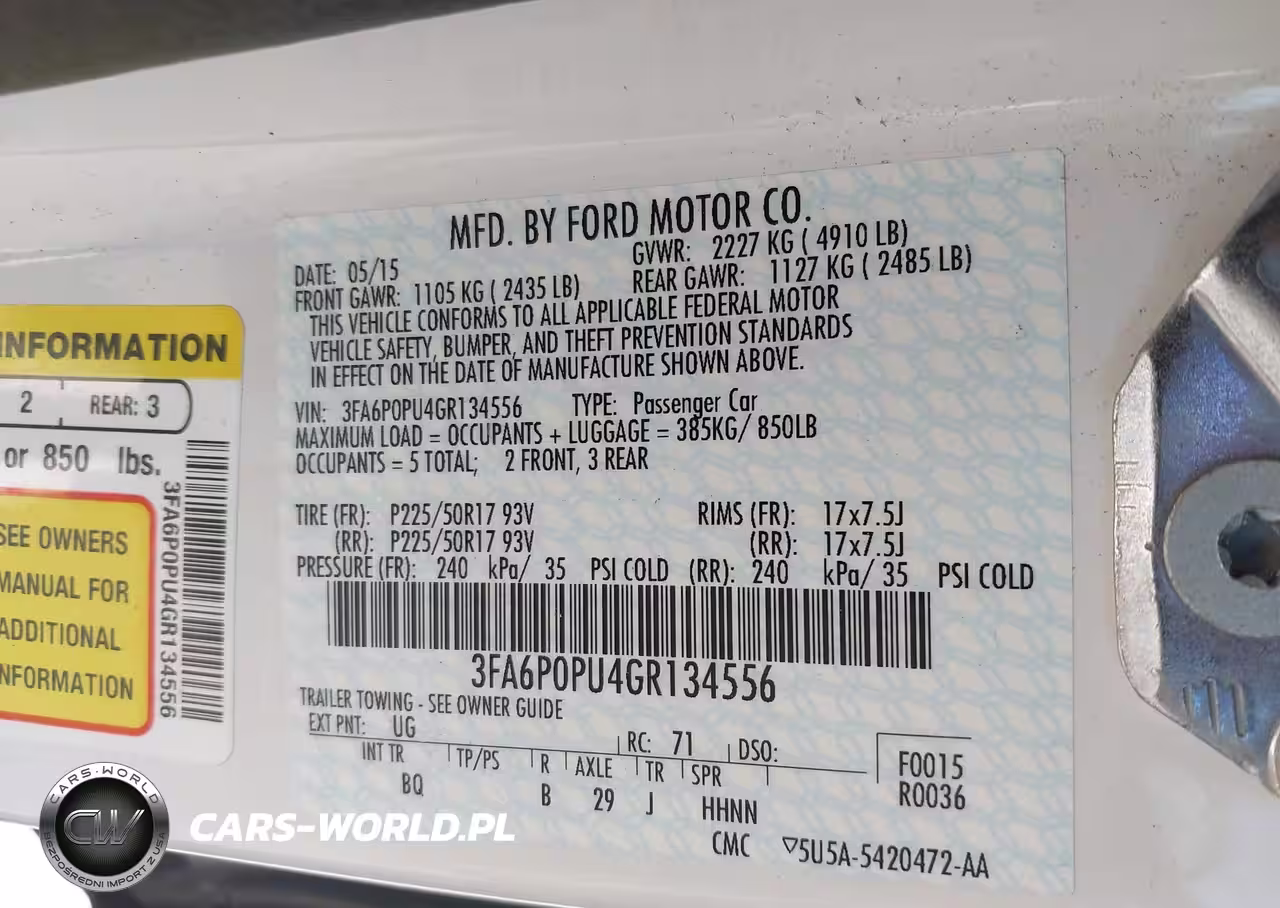 MFD. BY FORD MOTOR CO.
DATE: 05/15 GVWR: 2227 KG ( 4910 LB)
FRONT GAWR: 1105 KG ( 2435 LB) REAR GAWR: 1127 KG ( 2485 LB)
THIS VEHICLE CONFORMS TO ALL APPLICABLE FEDERAL MOTOR
VEHICLE SAFETY, BUMPER, AND THEFT PREVENTION STANDARDS
IN EFFECT ON THE DATE OF MANUFACTURE SHOWN ABOVE.
VIN: 3FA6P0PU4GR134556 TYPE: Passenger Car
MAXIMUM LOAD = OCCUPANTS + LUGGAGE = 385KG/ 850LB
OCCUPANTS = 5 TOTAL; 2 FRONT, 3 REAR
TIRE (FR): P225/50R17 93V RIMS (FR): 17x7.5J
(RR): P225/50R17 93V (RR): 17x7.5J
PRESSURE (FR): 240 kPa/ 35 PSI COLD (RR): 240 kPa/ 35 PSI COLD
3FA6P0PU4GR134556
TRAILER TOWING - SEE OWNER GUIDE
EXT PNT: UG RC: 71 DSO:
INT TR TP/PS R AXLE TR SPR
BQ B 29 J HHNN
F0015
R0036
CMC ▽5U5A-5420472-AA
INFORMATION
2 REAR: 3
or 850 lbs.
SEE OWNERS
MANUAL FOR
ADDITIONAL
INFORMATION
3FA6P0PU4GR134556
CARS-WORLD
CW
BEZPOŚREDNI IMPORT Z USA
CARS-WORLD.PL